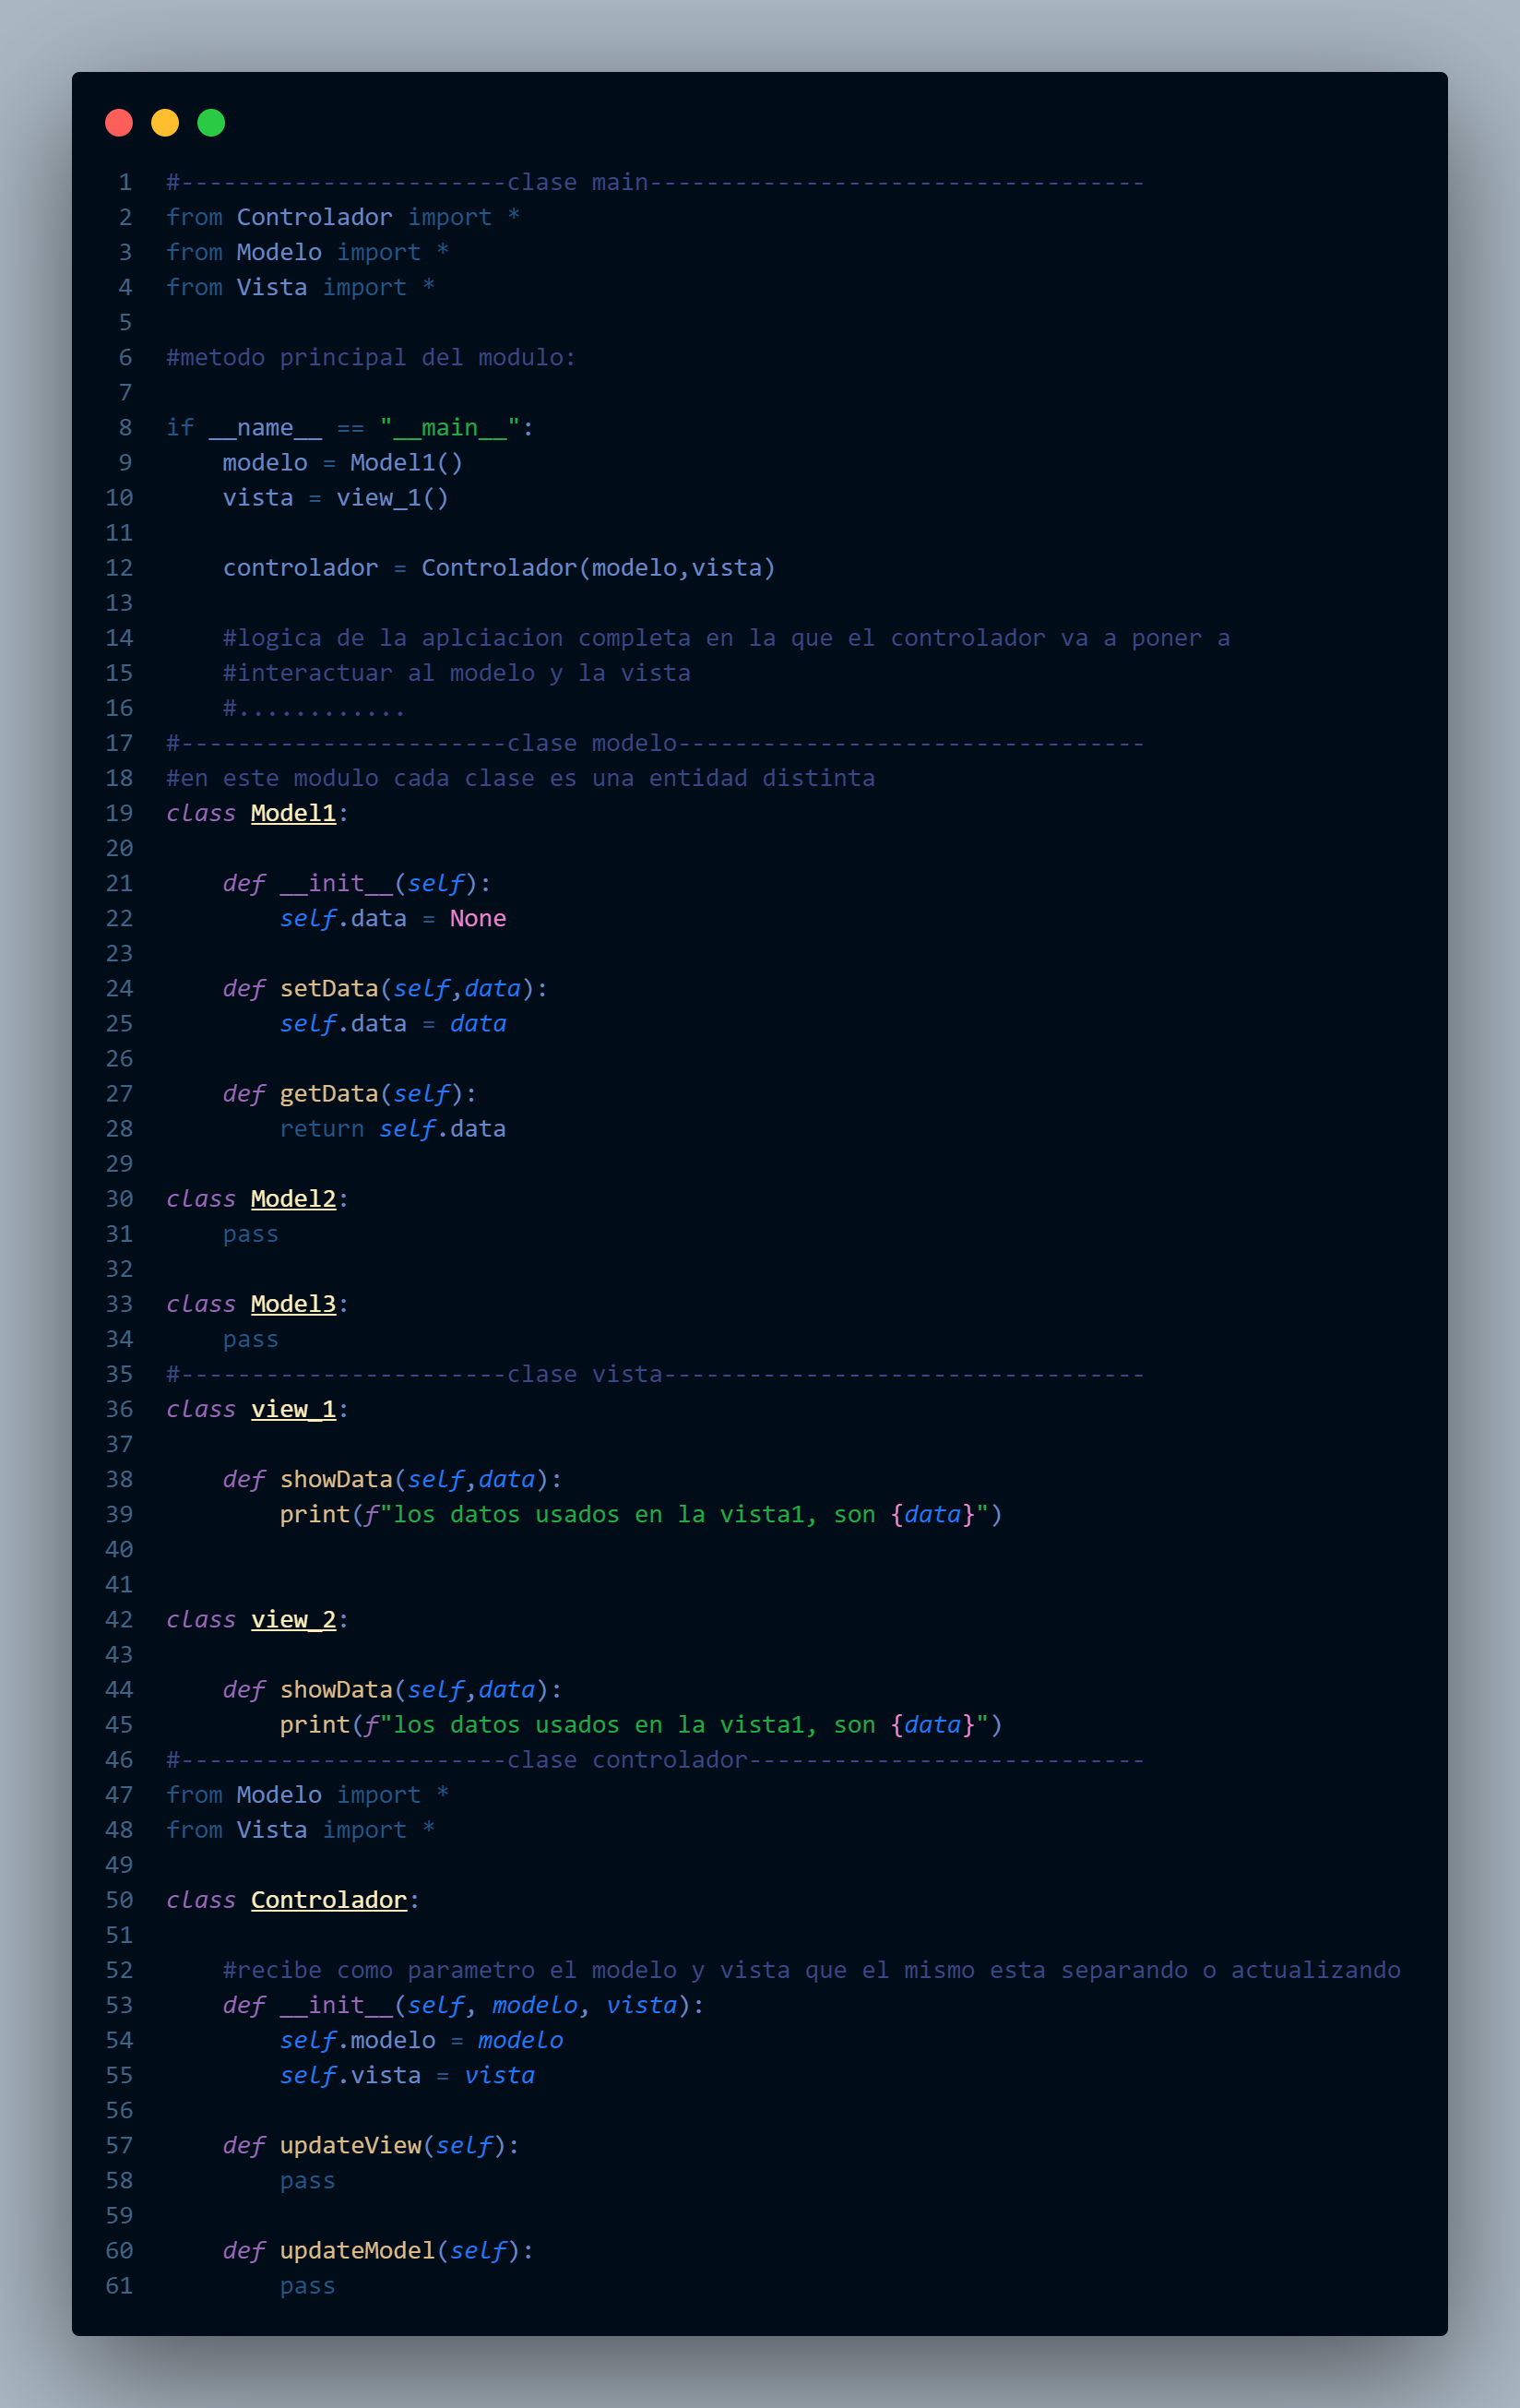 1 #-----------------------clase main-----------------------------------
2 from Controlador import *
3 from Modelo import *
4 from Vista import *
5
6 #metodo principal del modulo:
7
8 if __name__ == "__main__":
9     modelo = Model1()
10     vista = view_1()
11
12     controlador = Controlador(modelo,vista)
13
14     #logica de la aplciacion completa en la que el controlador va a poner a
15     #interactuar al modelo y la vista
16     #............
17 #-----------------------clase modelo---------------------------------
18 #en este modulo cada clase es una entidad distinta
19 class Model1:
20
21     def __init__(self):
22         self.data = None
23
24     def setData(self,data):
25         self.data = data
26
27     def getData(self):
28         return self.data
29
30 class Model2:
31     pass
32
33 class Model3:
34     pass
35 #-----------------------clase vista----------------------------------
36 class view_1:
37
38     def showData(self,data):
39         print(f"los datos usados en la vista1, son {data}")
40
41
42 class view_2:
43
44     def showData(self,data):
45         print(f"los datos usados en la vista1, son {data}")
46 #-----------------------clase controlador----------------------------
47 from Modelo import *
48 from Vista import *
49
50 class Controlador:
51
52     #recibe como parametro el modelo y vista que el mismo esta separando o actualizando
53     def __init__(self, modelo, vista):
54         self.modelo = modelo
55         self.vista = vista
56
57     def updateView(self):
58         pass
59
60     def updateModel(self):
61         pass